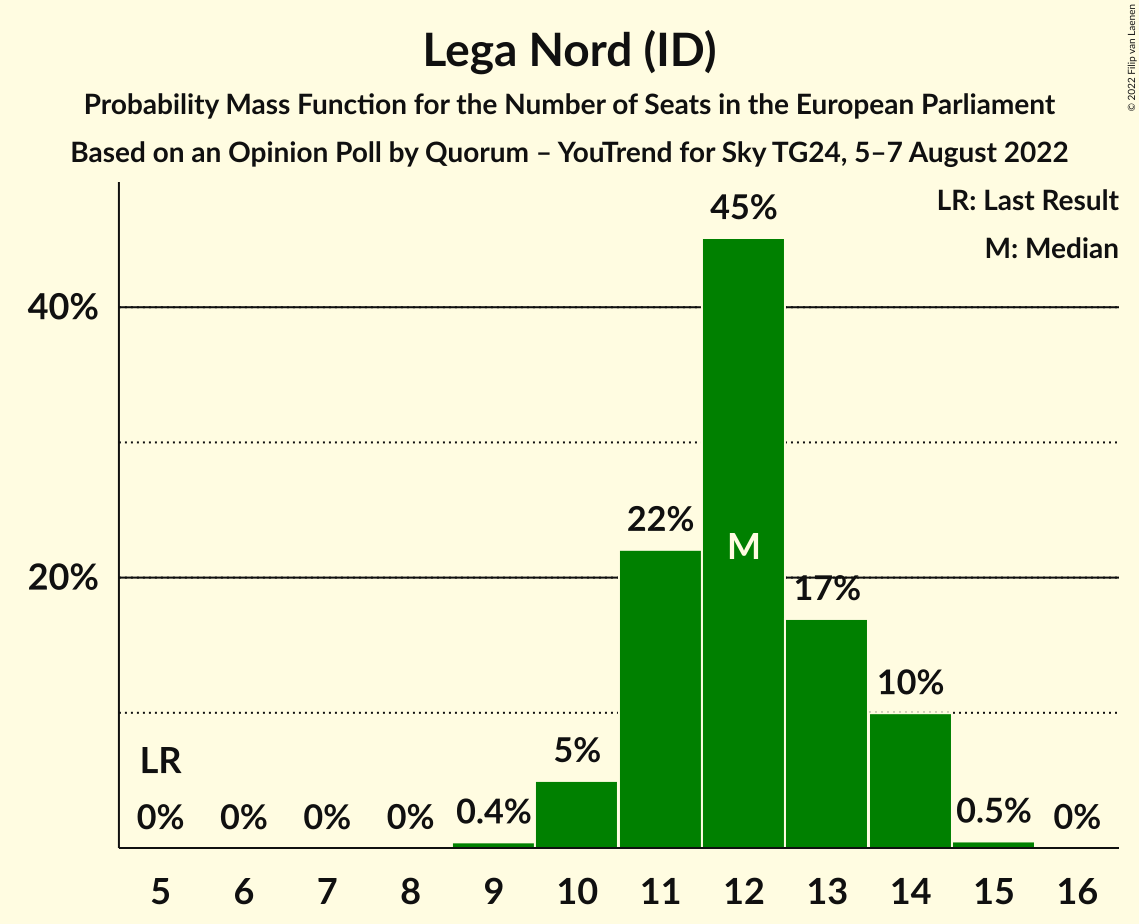 Lega Nord (ID)
Probability Mass Function for the Number of Seats in the European Parliament
Based on an Opinion Poll by Quorum – YouTrend for Sky TG24, 5–7 August 2022
© 2022 Filip van Laenen
LR: Last Result
M: Median
45%
40%
22%
M
20%
17%
10%
LR
5%
0% 0% 0% 0% 0.4% 0.5% 0%
5 6 7 8 9 10 11 12 13 14 15 16